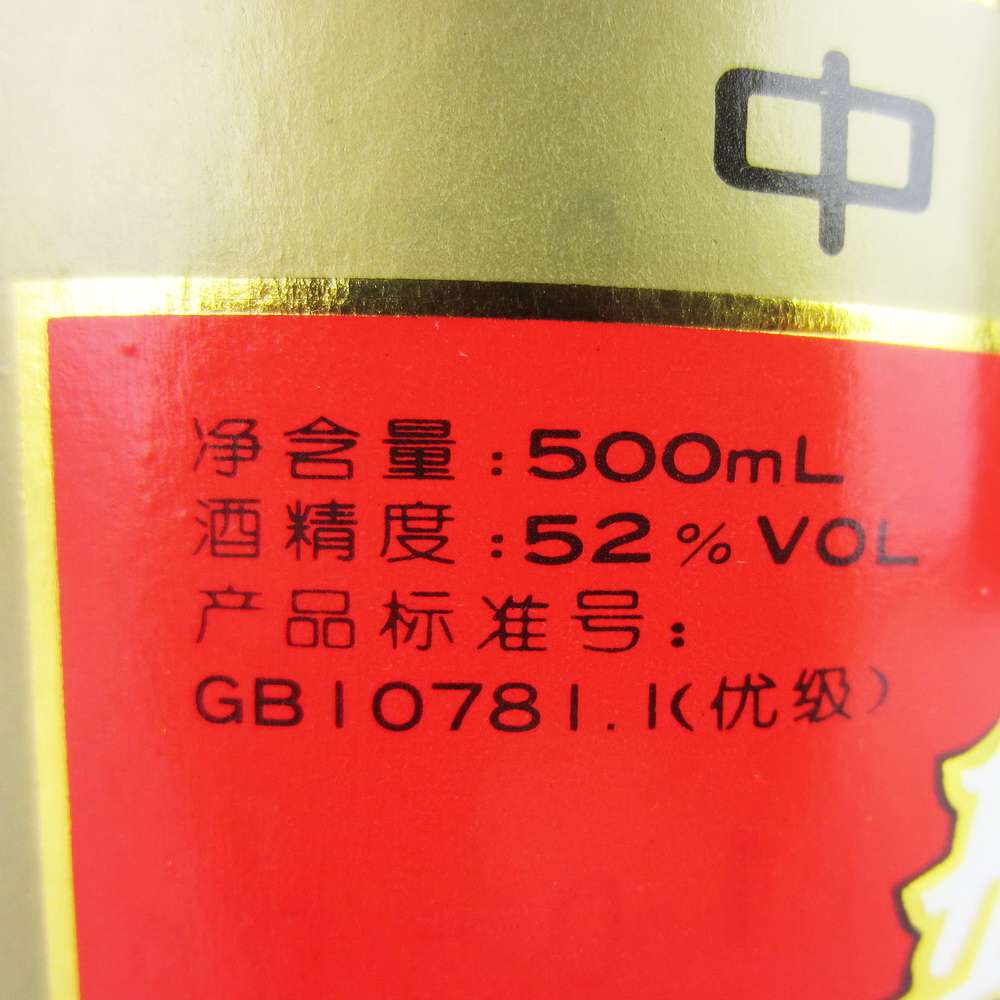 中
净含量:500mL
酒精度:52%VOL
产品标准号:
GB10781.1(优级)